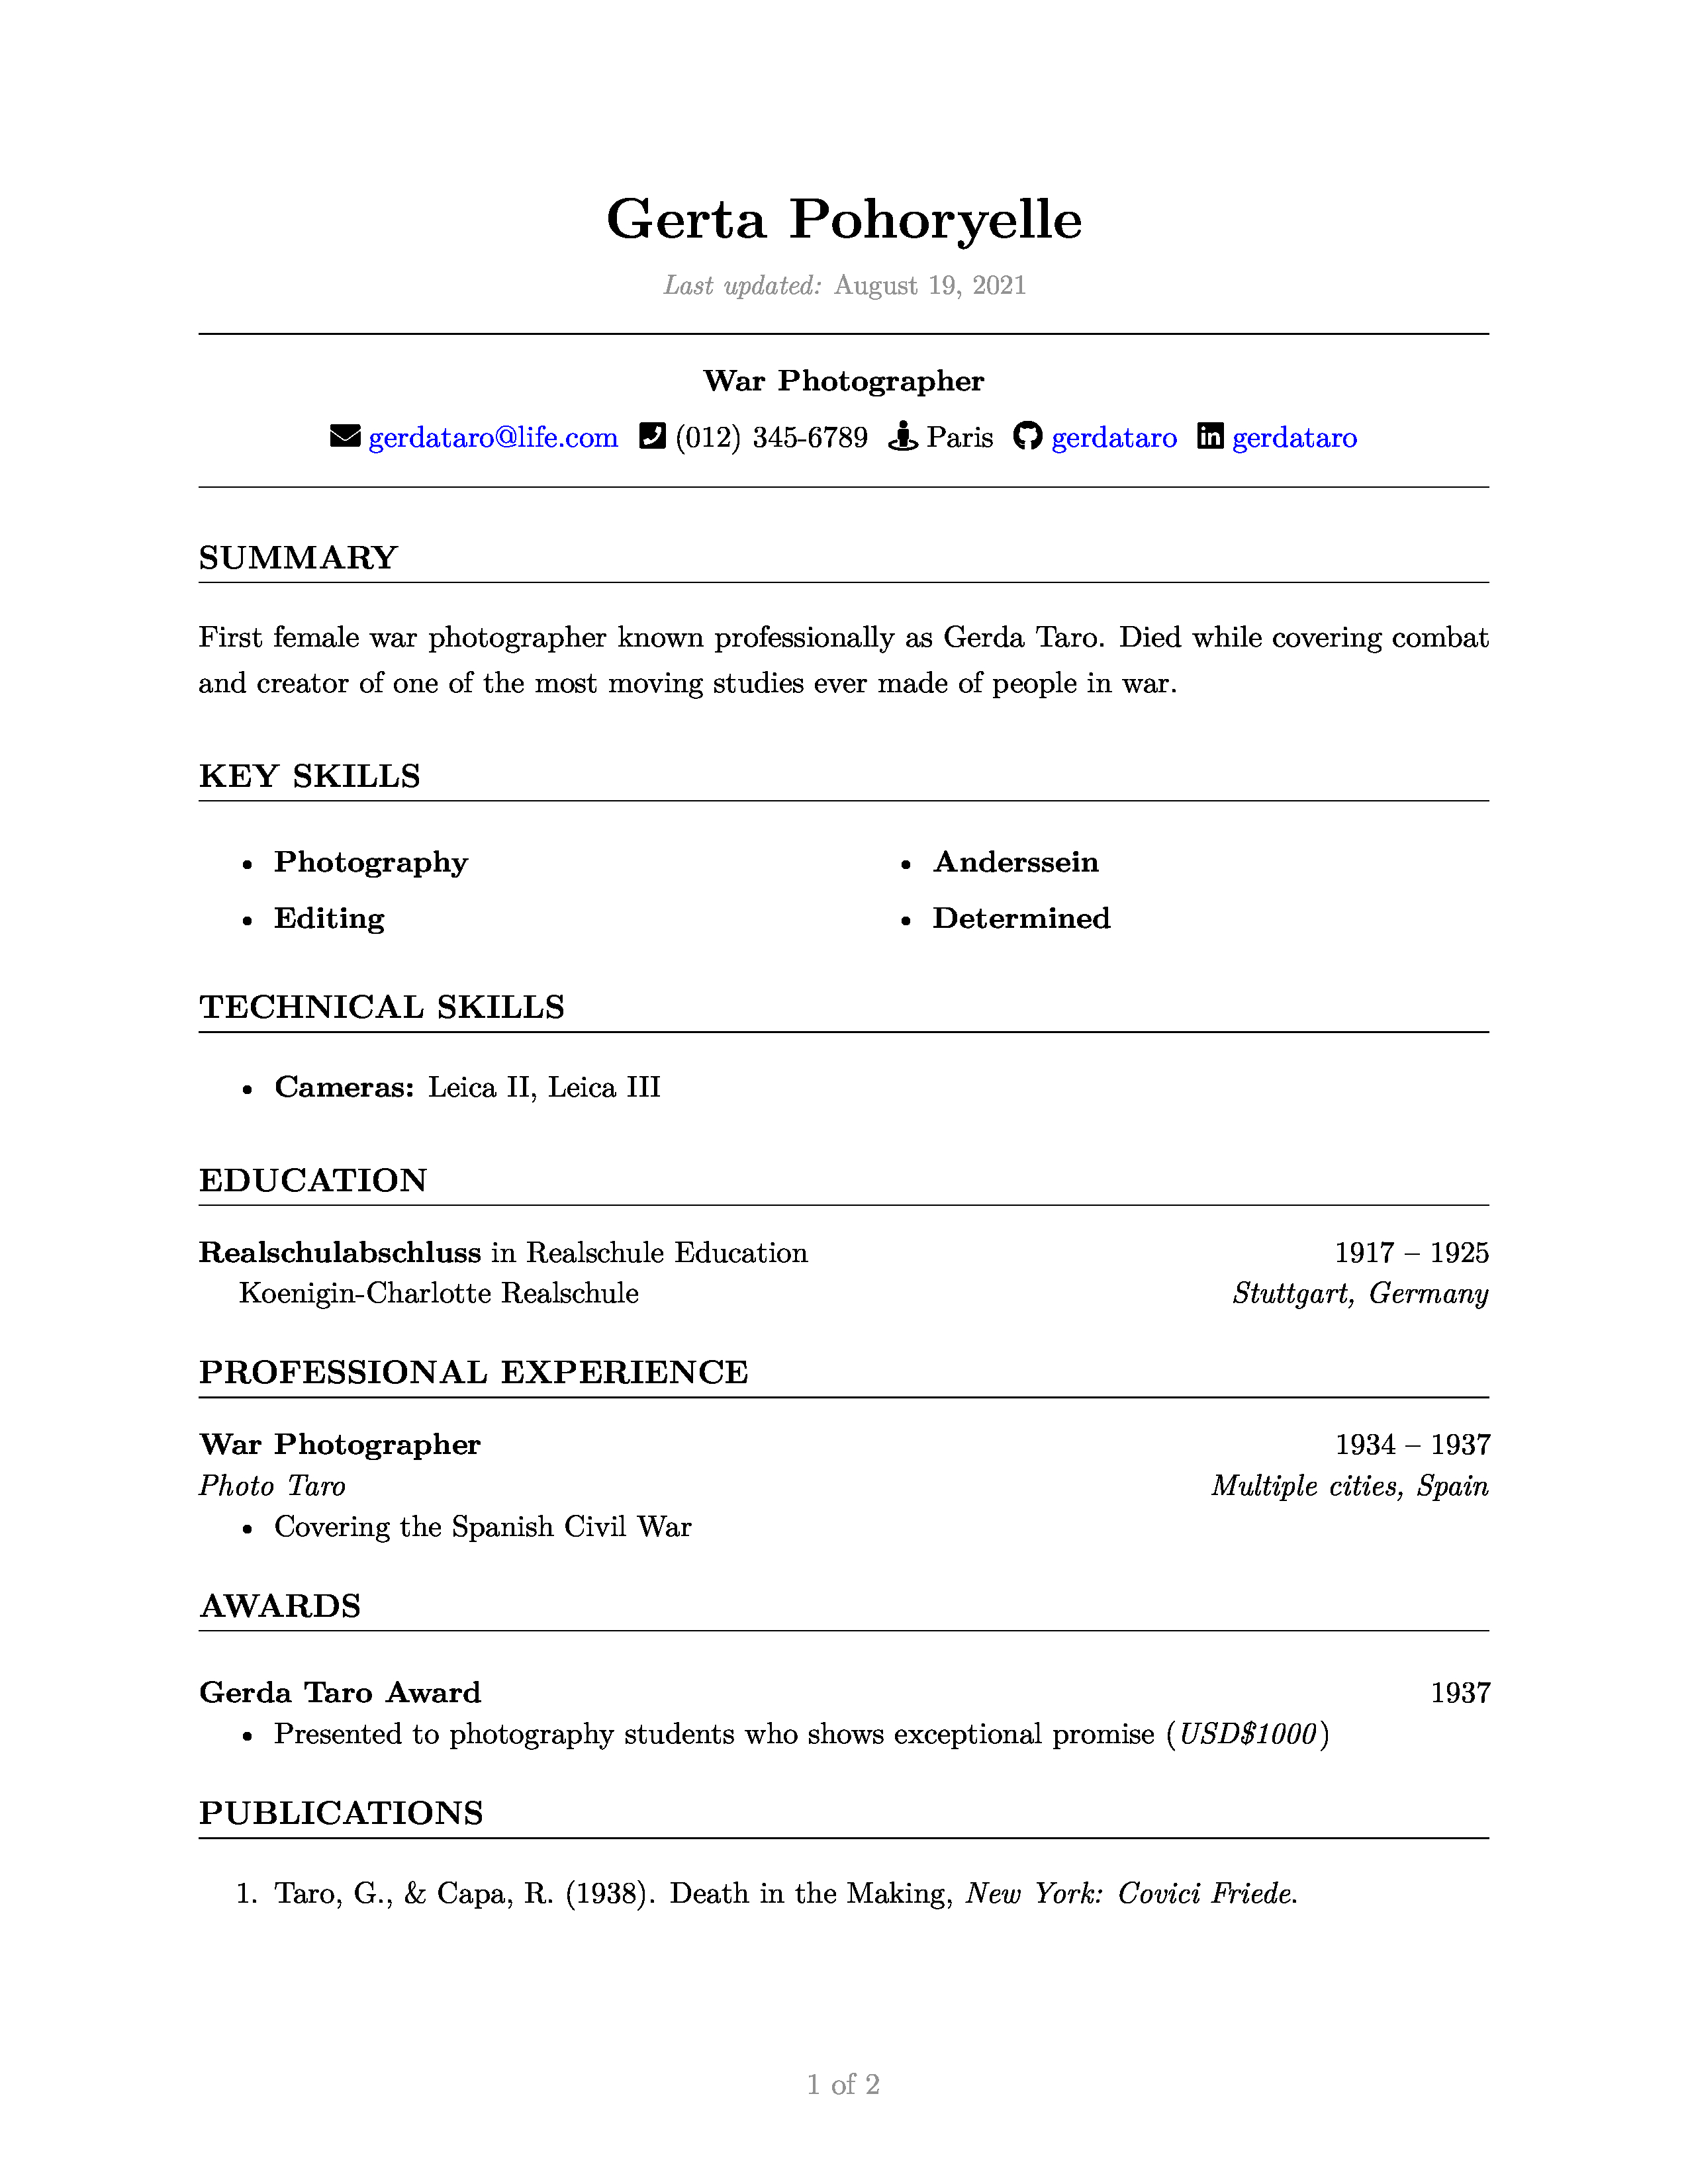 Gerta Pohoryelle
Last updated: August 19, 2021
War Photographer
gerdataro@life.com (012) 345-6789 Paris gerdataro gerdataro
SUMMARY
First female war photographer known professionally as Gerda Taro. Died while covering combat
and creator of one of the most moving studies ever made of people in war.
KEY SKILLS
• Photography
• Editing
• Anderssein
• Determined
TECHNICAL SKILLS
• Cameras: Leica II, Leica III
EDUCATION
Realschulabschluss in Realschule Education 1917 – 1925
Koenigin-Charlotte Realschule Stuttgart, Germany
PROFESSIONAL EXPERIENCE
War Photographer 1934 – 1937
Photo Taro Multiple cities, Spain
• Covering the Spanish Civil War
AWARDS
Gerda Taro Award 1937
• Presented to photography students who shows exceptional promise (USD$1000)
PUBLICATIONS
1. Taro, G., & Capa, R. (1938). Death in the Making, New York: Covici Friede.
1 of 2